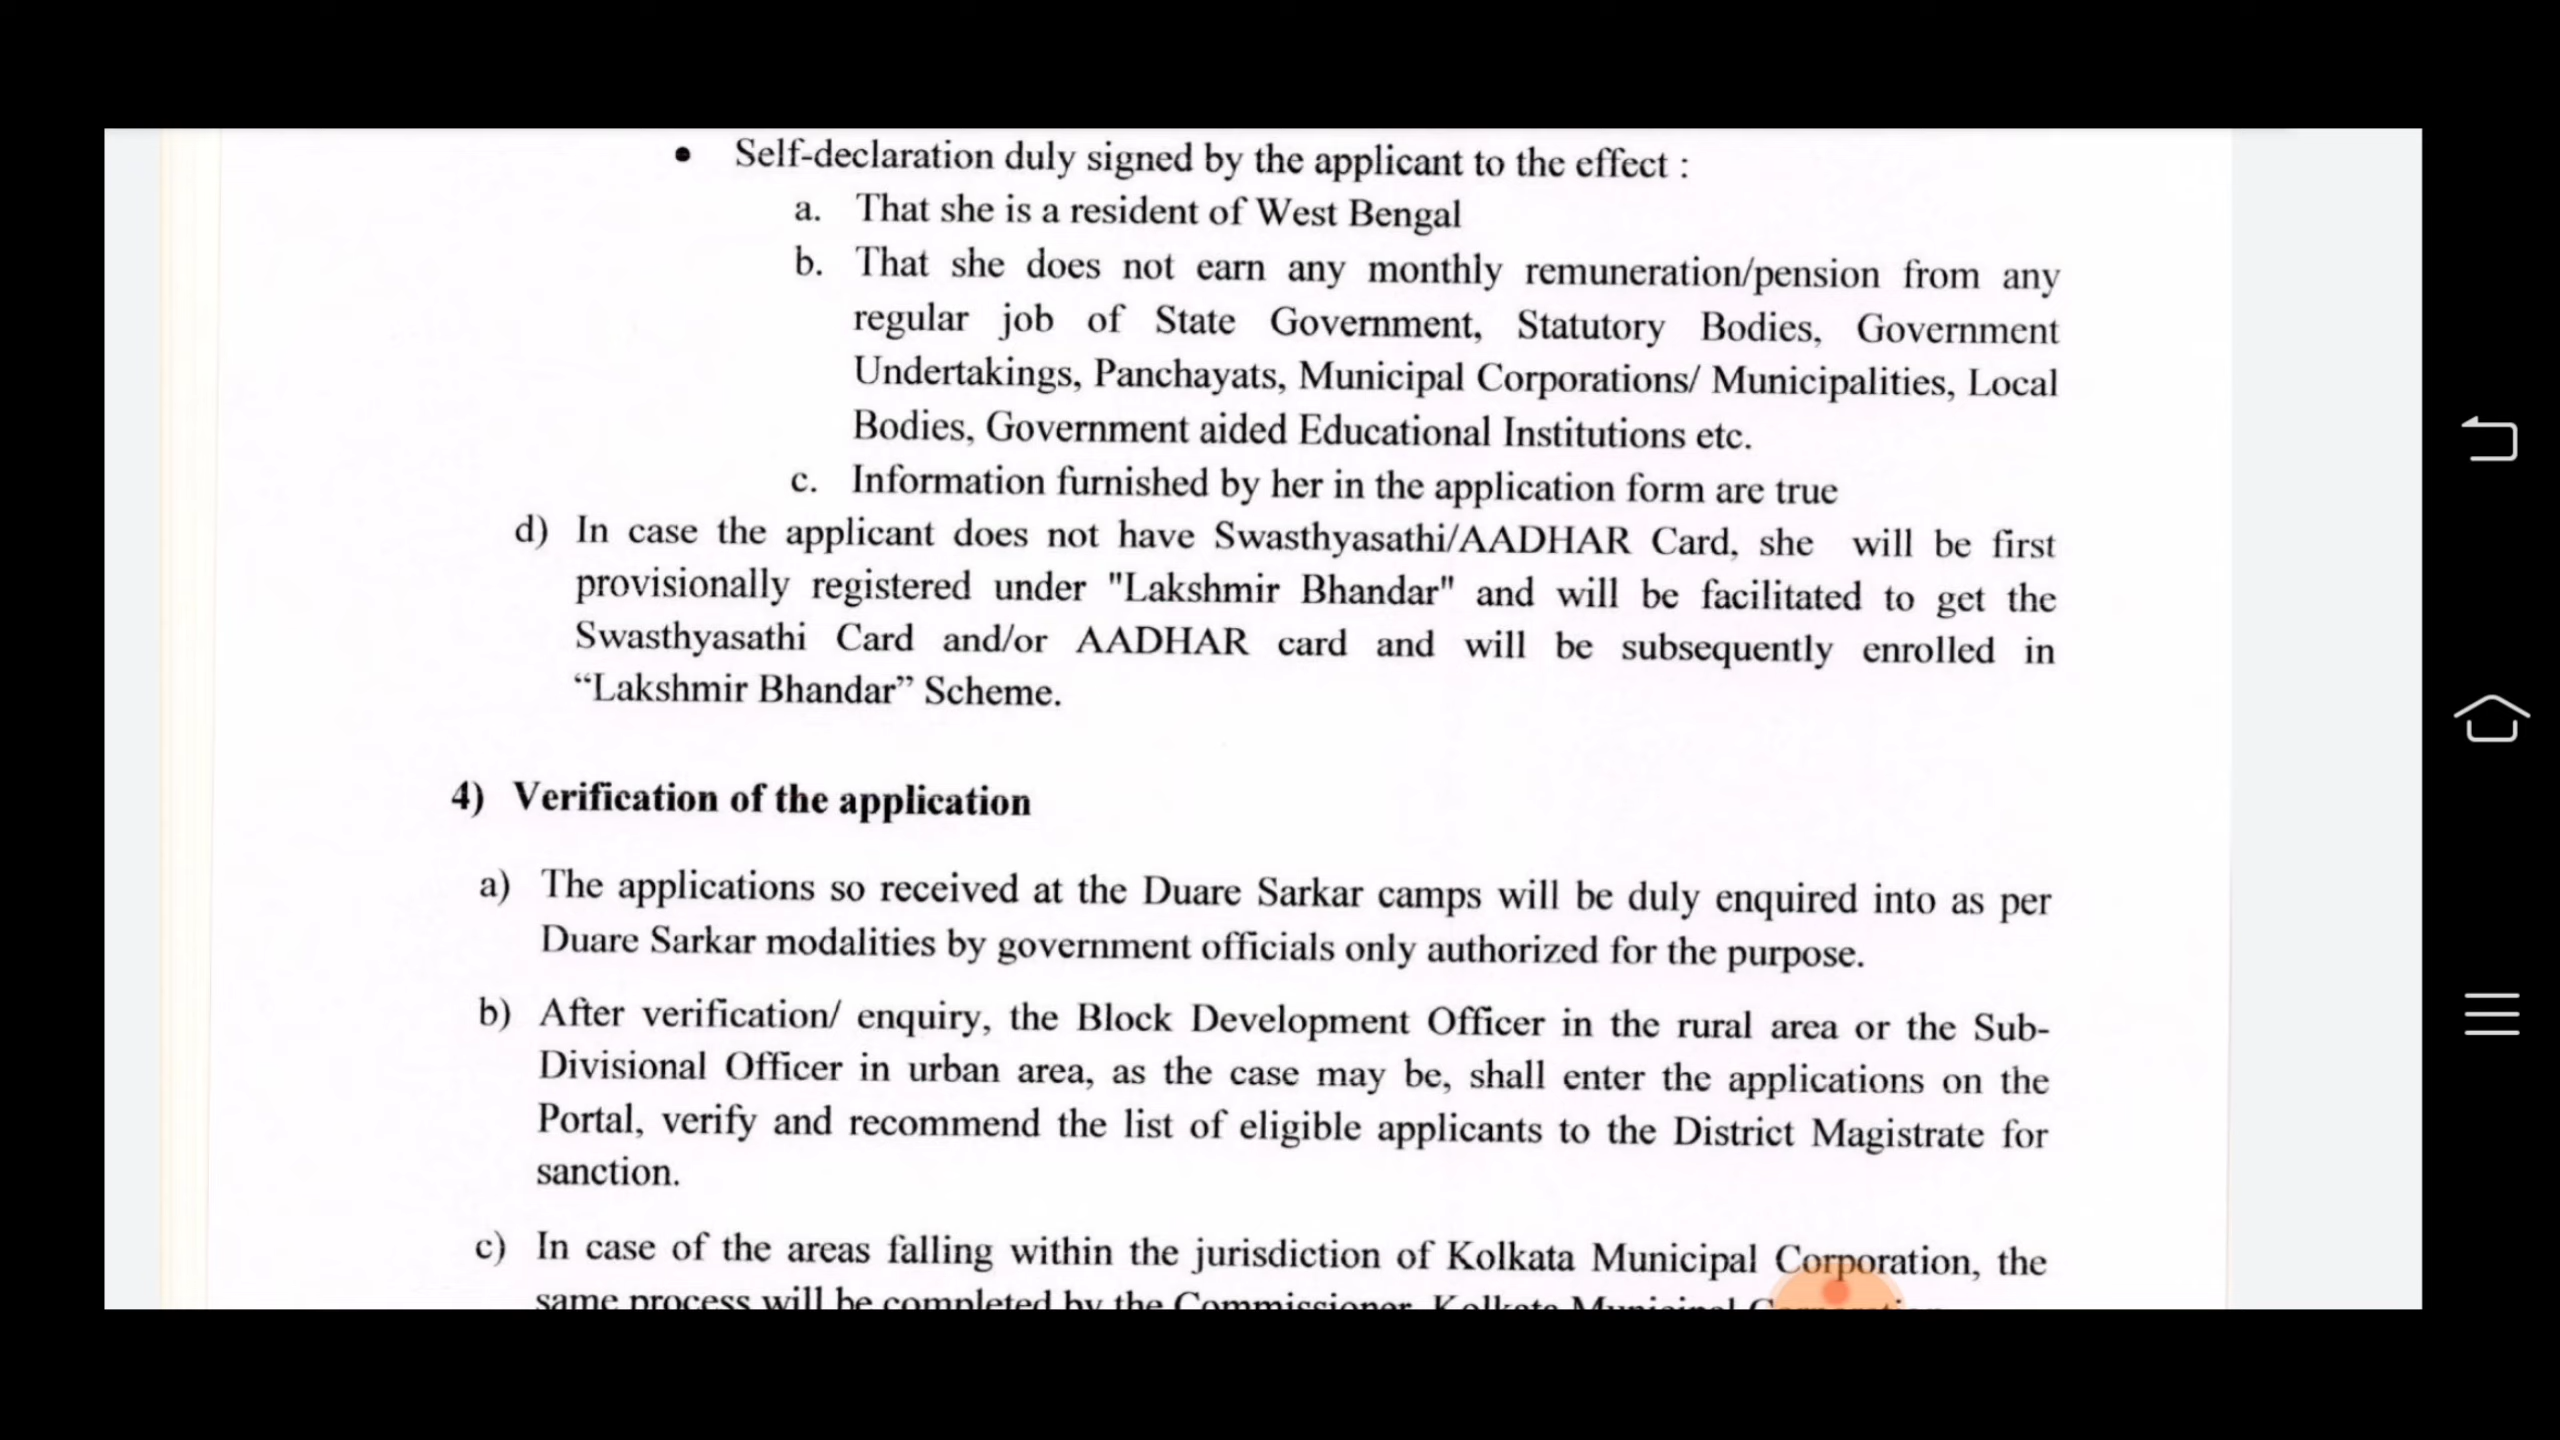 • Self-declaration duly signed by the applicant to the effect :
a. That she is a resident of West Bengal
b. That she does not earn any monthly remuneration/pension from any
regular job of State Government, Statutory Bodies, Government
Undertakings, Panchayats, Municipal Corporations/ Municipalities, Local
Bodies, Government aided Educational Institutions etc.
c. Information furnished by her in the application form are true
d) In case the applicant does not have Swasthyasathi/AADHAR Card, she will be first
provisionally registered under "Lakshmir Bhandar" and will be facilitated to get the
Swasthyasathi Card and/or AADHAR card and will be subsequently enrolled in
“Lakshmir Bhandar” Scheme.
4) Verification of the application
a) The applications so received at the Duare Sarkar camps will be duly enquired into as per
Duare Sarkar modalities by government officials only authorized for the purpose.
b) After verification/ enquiry, the Block Development Officer in the rural area or the Sub-
Divisional Officer in urban area, as the case may be, shall enter the applications on the
Portal, verify and recommend the list of eligible applicants to the District Magistrate for
sanction.
c) In case of the areas falling within the jurisdiction of Kolkata Municipal Corporation, the
same process will be completed by the Commissioner, Kolkata Municipal